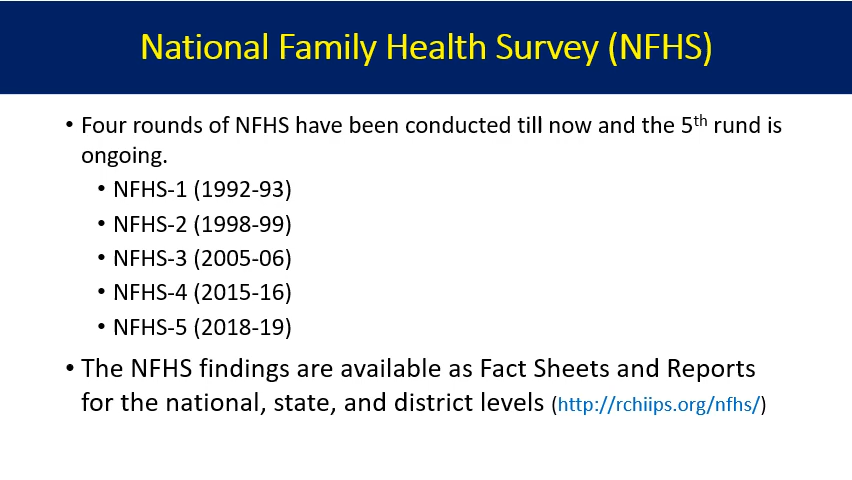 National Family Health Survey (NFHS)
• Four rounds of NFHS have been conducted till now and the 5th rund is
ongoing.
• NFHS-1 (1992-93)
• NFHS-2 (1998-99)
• NFHS-3 (2005-06)
• NFHS-4 (2015-16)
• NFHS-5 (2018-19)
• The NFHS findings are available as Fact Sheets and Reports
for the national, state, and district levels (http://rchiips.org/nfhs/)